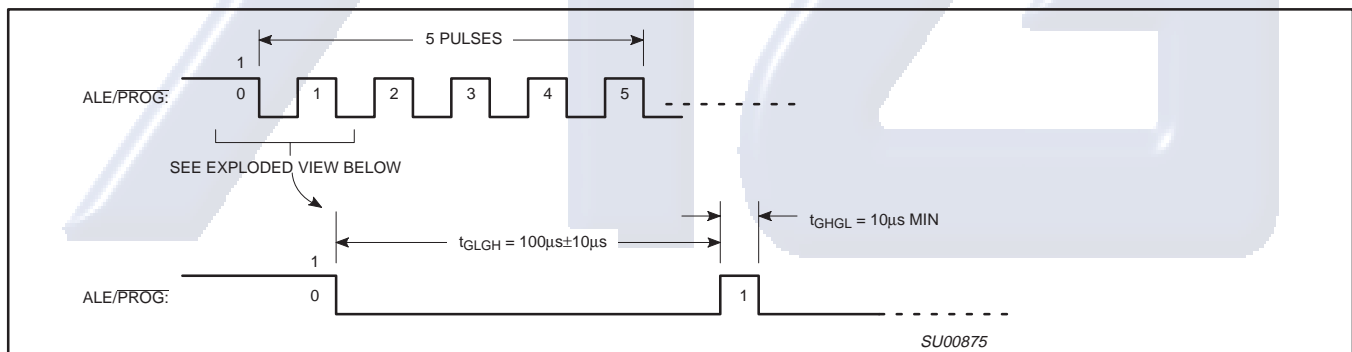 5 PULSES
1
ALE/PROG:
0 1 2 3 4 5
SEE EXPLODED VIEW BELOW
tGHGL = 10µs MIN
tGLGH = 100µs±10µs
1
ALE/PROG:
0 1
SU00875